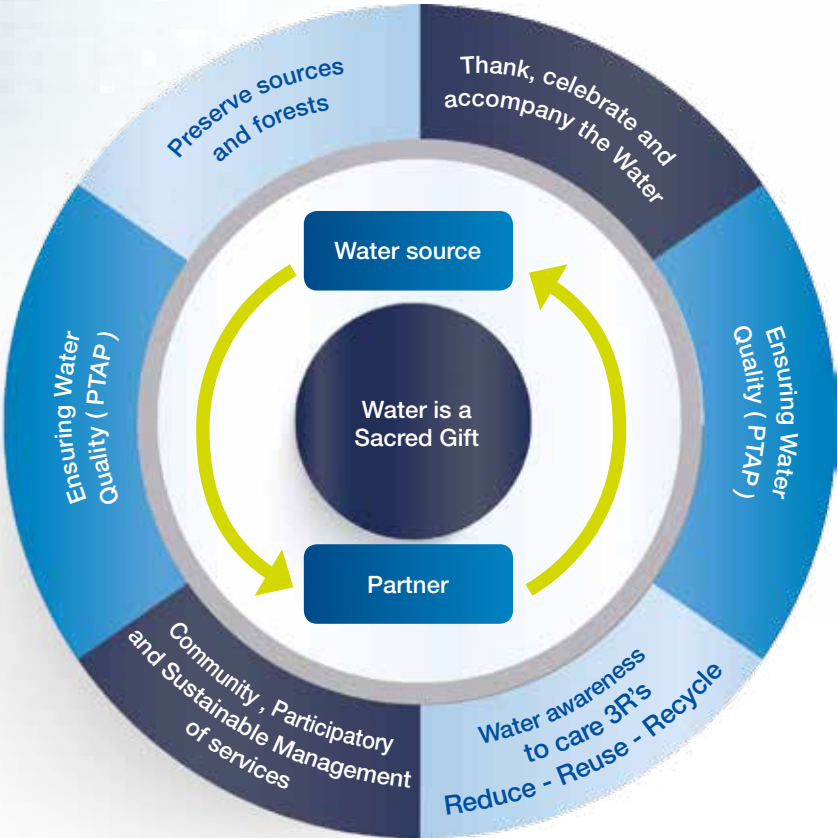 Preserve sources
and forests
Thank, celebrate and
accompany the Water
Ensuring Water
Quality ( PTAP )
Water awareness
to care 3R's
Reduce - Reuse - Recycle
Community , Participatory
and Sustainable Management
of services
Ensuring Water
Quality ( PTAP )
Water source
Water is a
Sacred Gift
Partner